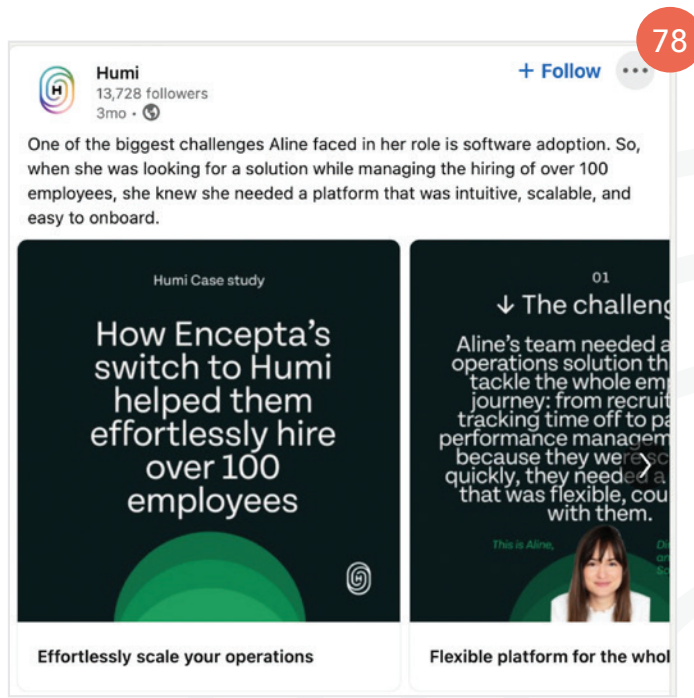 78
Humi
13,728 followers
3mo •
+ Follow
One of the biggest challenges Aline faced in her role is software adoption. So,
when she was looking for a solution while managing the hiring of over 100
employees, she knew she needed a platform that was intuitive, scalable, and
easy to onboard.
Humi Case study
How Encepta's
switch to Humi
helped them
effortlessly hire
over 100
employees
Effortlessly scale your operations
01
↓ The challeng
Aline's team needed a
operations solution th
tackle the whole em
journey: from recruit
tracking time off to pa
performance managem
because they were sc
quickly, they needed a
that was flexible, cou
with them.
This is Aline,
Flexible platform for the whol